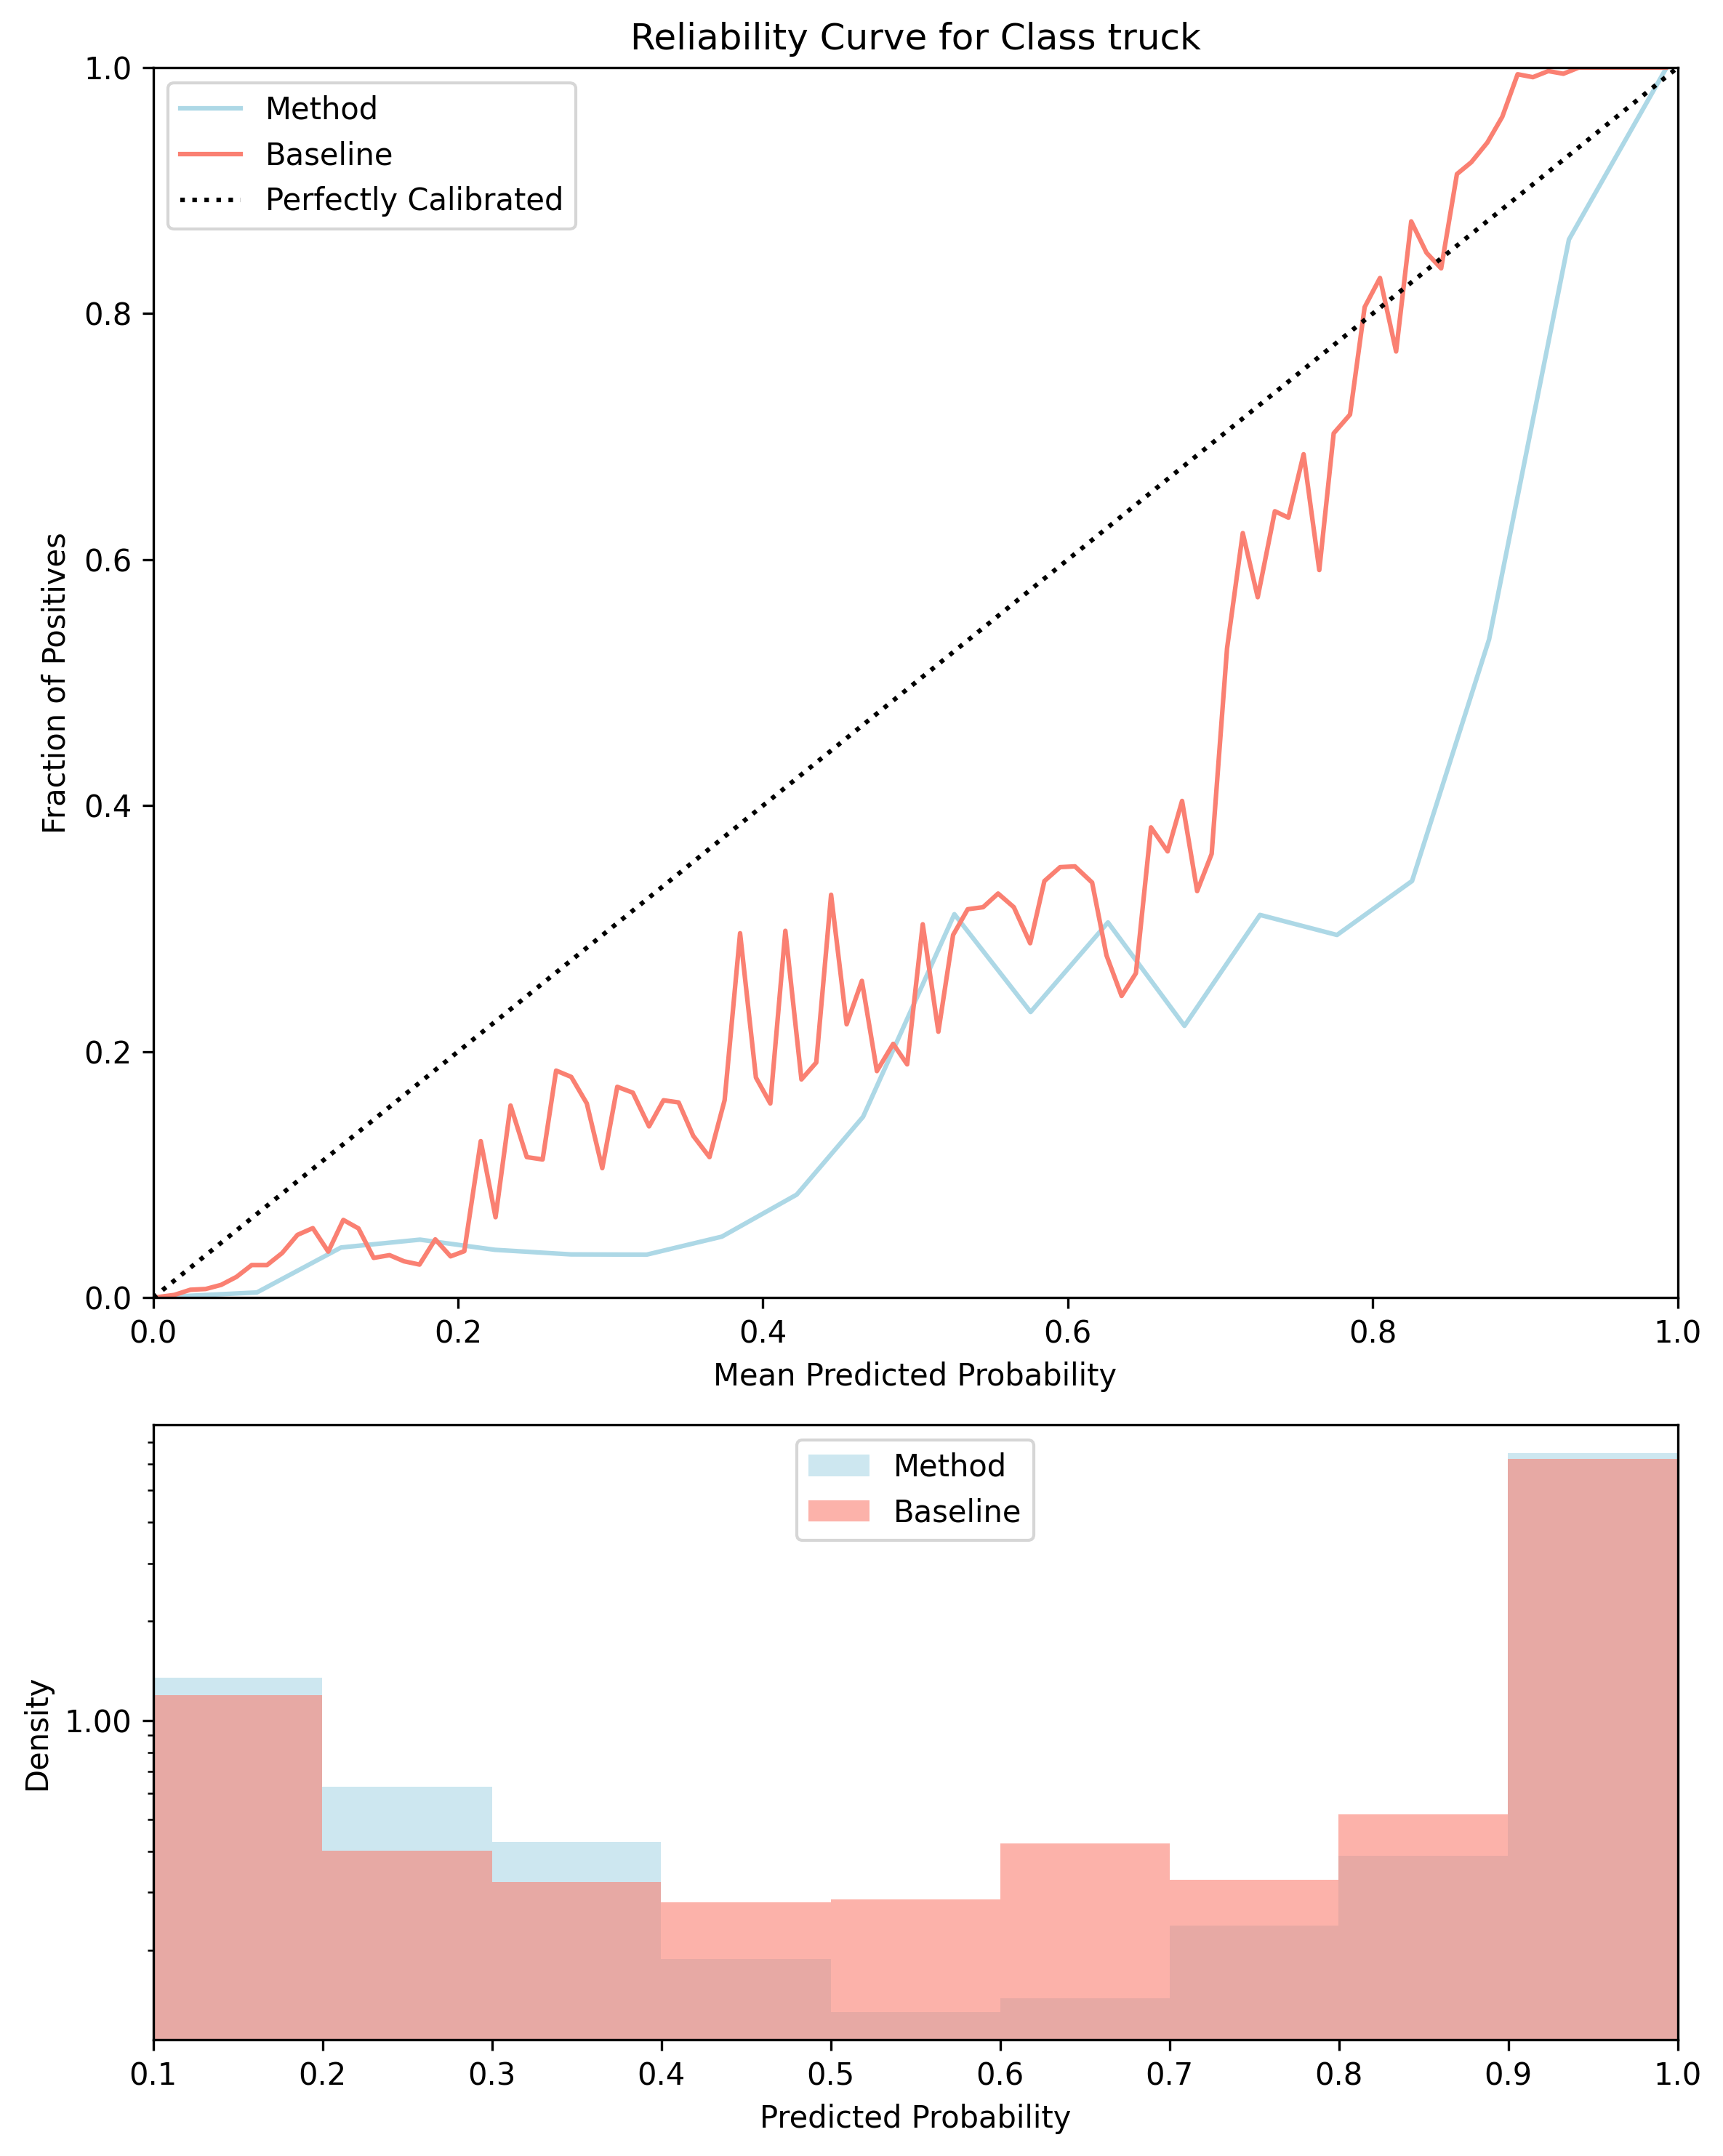 Reliability Curve for Class truck
1.0
0.8
0.6
0.4
0.2
0.0
Fraction of Positives
Method
Baseline
Perfectly Calibrated
0.0 0.2 0.4 0.6 0.8 1.0
Mean Predicted Probability
Method
Baseline
Density
1.00
0.1 0.2 0.3 0.4 0.5 0.6 0.7 0.8 0.9 1.0
Predicted Probability